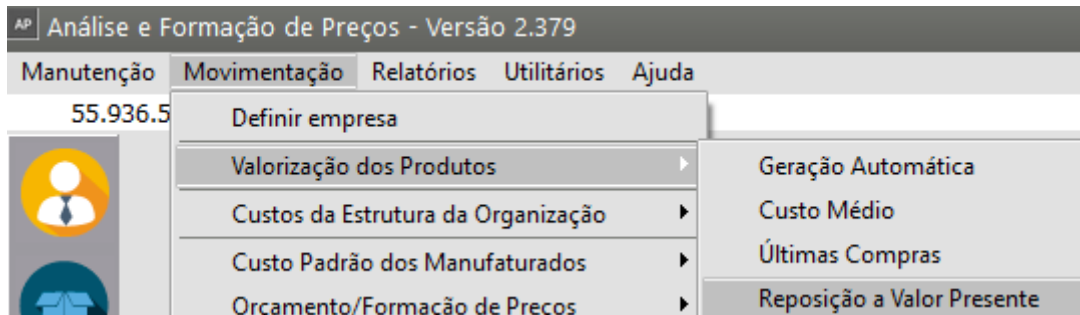 AP Análise e Formação de Preços - Versão 2.379
Manutenção Movimentação Relatórios Utilitários Ajuda
55.936.5
Definir empresa
Valorização dos Produtos
Custos da Estrutura da Organização
Custo Padrão dos Manufaturados
Orçamento/Formação de Preços
Geração Automática
Custo Médio
Últimas Compras
Reposição a Valor Presente